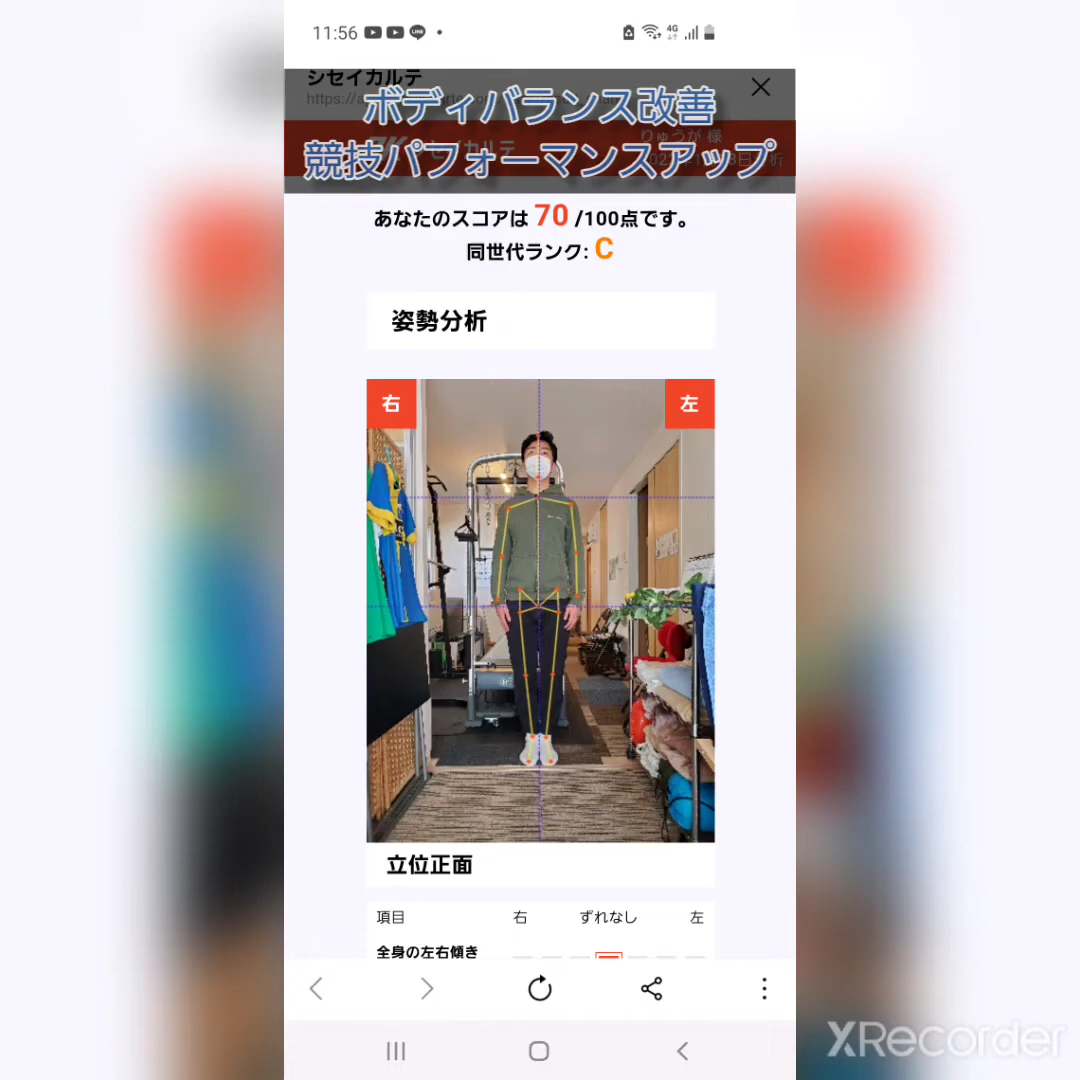 11:56
4G
シセイカルテ
ボディバランス改善
りゅうが 様
競技パフォーマンスアップ
あなたのスコアは 70 /100点です。
同世代ランク: C
姿勢分析
右
左
立位正面
項目 右 ずれなし 左
全身の左右傾き
XRecorder